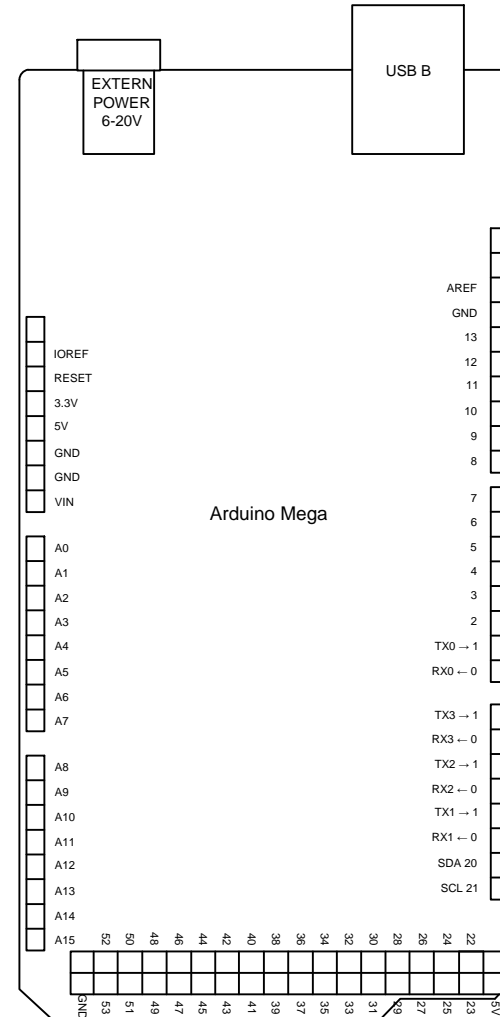 EXTERN
POWER
6-20V
USB B
AREF
GND
13
12
11
10
9
8
IOREF
RESET
3.3V
5V
GND
GND
VIN
Arduino Mega
7
6
5
4
3
2
TX0 → 1
RX0 ← 0
A0
A1
A2
A3
A4
A5
A6
A7
TX3 → 1
RX3 ← 0
TX2 → 1
RX2 ← 0
TX1 → 1
RX1 ← 0
SDA 20
SCL 21
A8
A9
A10
A11
A12
A13
A14
A15
52 50 48 46 44 42 40 38 36 34 32 30 28 26 24 22
GND 53 51 49 47 45 43 41 39 37 35 33 31 29 27 25 23 5V